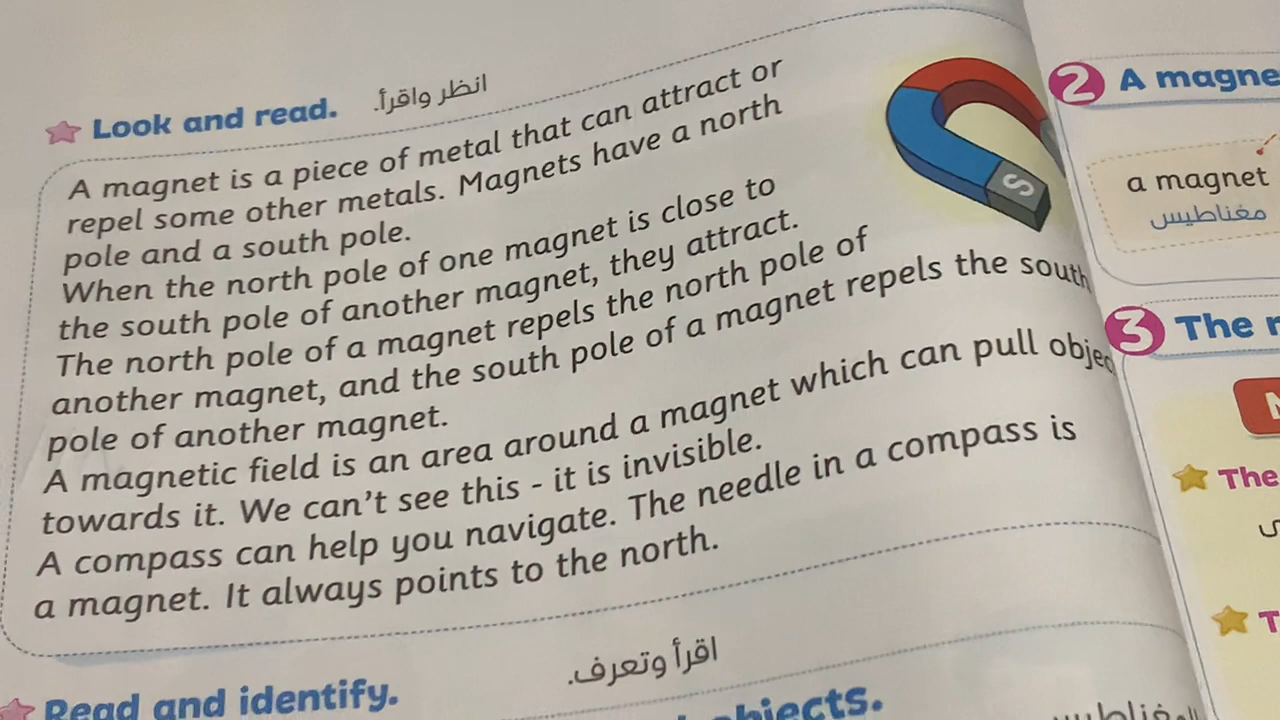 Look and read.
انظر واقرأ.
A magnet is a piece of metal that can attract or
repel some other metals. Magnets have a north
pole and a south pole.
When the north pole of one magnet is close to
the south pole of another magnet, they attract.
The north pole of a magnet repels the north pole of
another magnet, and the south pole of a magnet repels the south
pole of another magnet.
A magnetic field is an area around a magnet which can pull objec
towards it. We can't see this - it is invisible.
A compass can help you navigate. The needle in a compass is
a magnet. It always points to the north.
S
Read and identify.
اقرأ وتعرف.
2 A magne
a magnet
مغناطيس
3 The
The